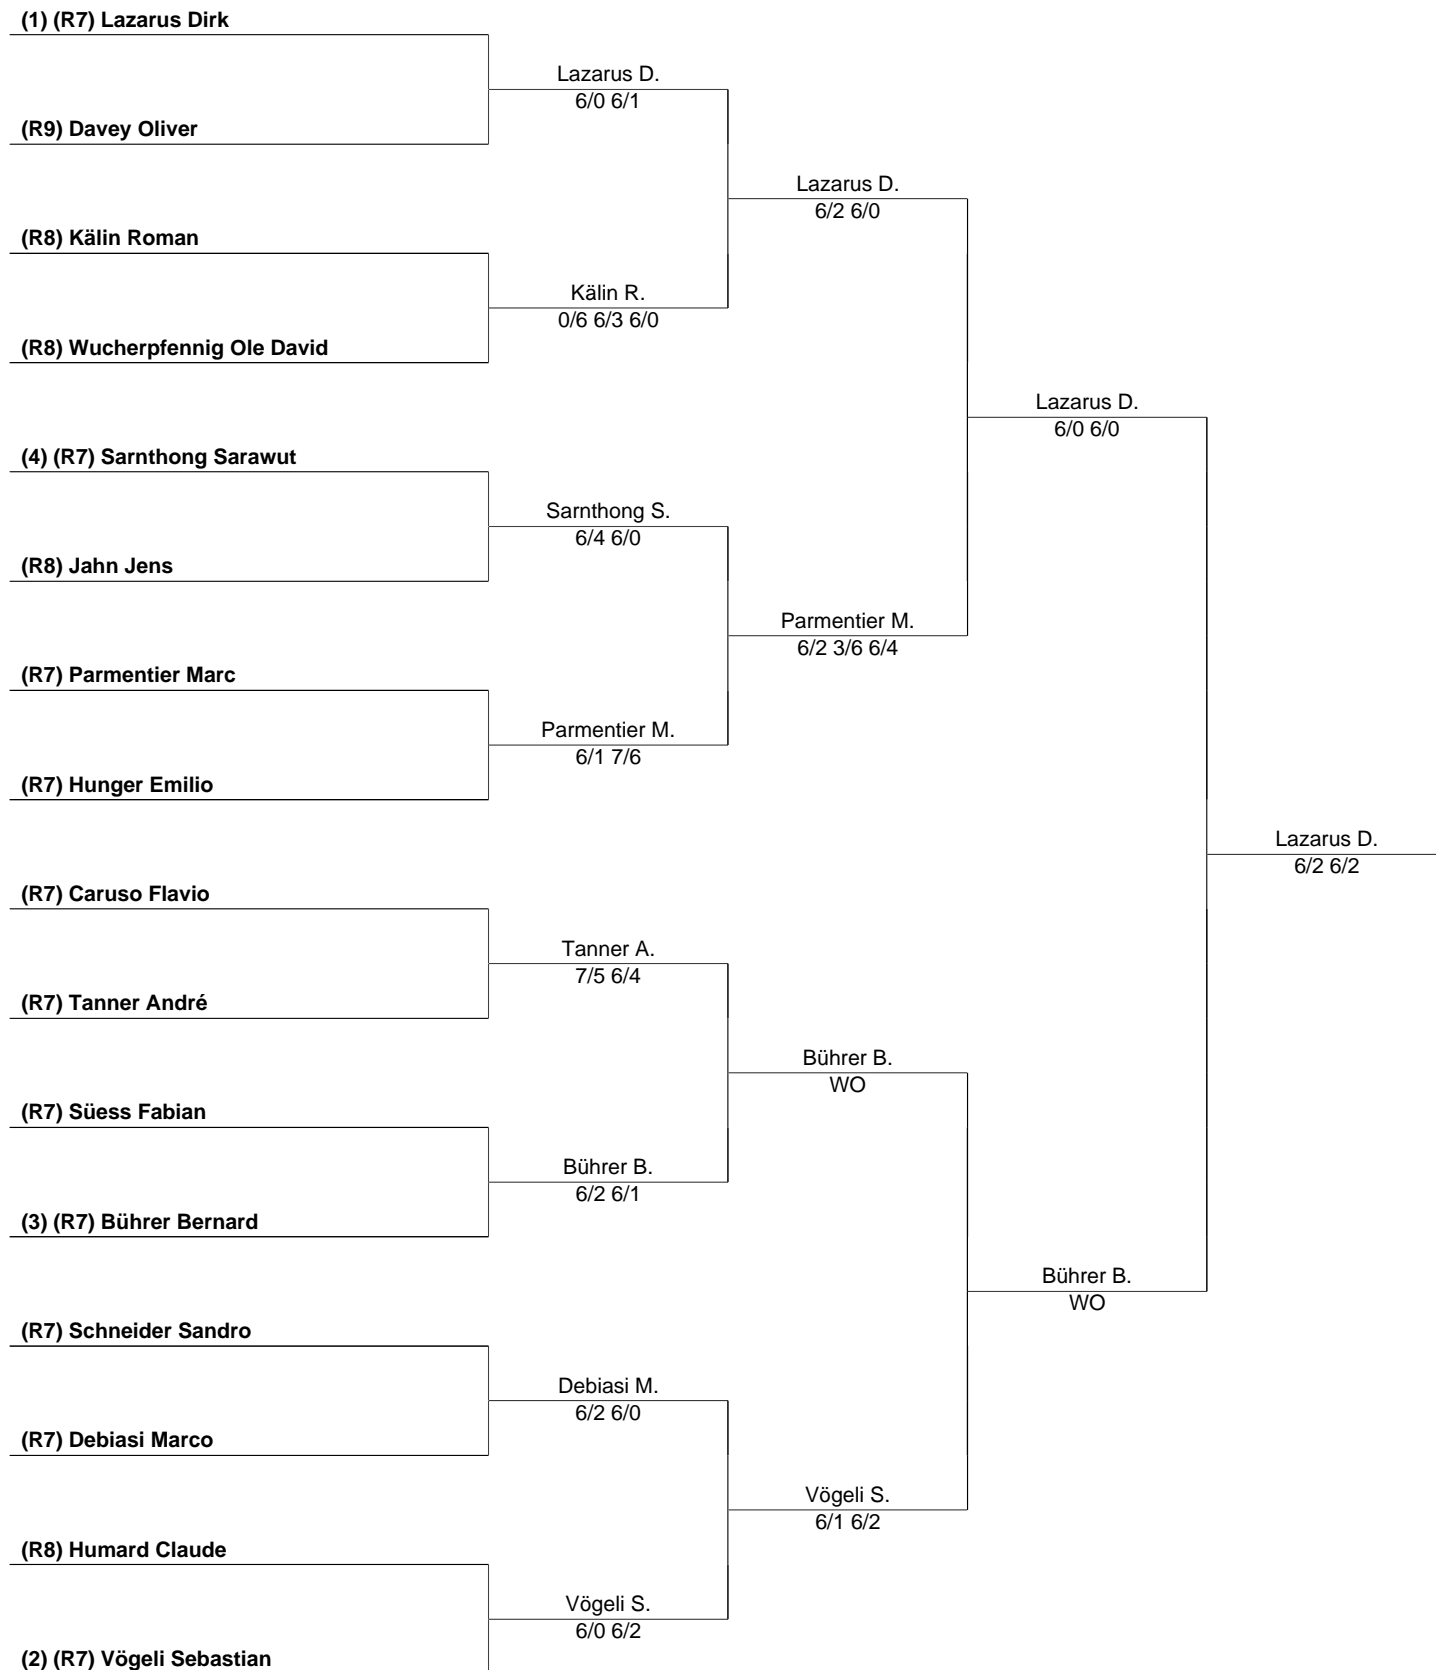 (1) (R7) Lazarus Dirk
Lazarus D.
6/0 6/1
(R9) Davey Oliver
Lazarus D.
6/2 6/0
(R8) Kälin Roman
Kälin R.
0/6 6/3 6/0
(R8) Wucherpfennig Ole David
Lazarus D.
6/0 6/0
(4) (R7) Sarnthong Sarawut
Sarnthong S.
6/4 6/0
(R8) Jahn Jens
Parmentier M.
6/2 3/6 6/4
(R7) Parmentier Marc
Parmentier M.
6/1 7/6
(R7) Hunger Emilio
Lazarus D.
6/2 6/2
(R7) Caruso Flavio
Tanner A.
7/5 6/4
(R7) Tanner André
Bührer B.
WO
(R7) Süess Fabian
Bührer B.
6/2 6/1
(3) (R7) Bührer Bernard
Bührer B.
WO
(R7) Schneider Sandro
Debiasi M.
6/2 6/0
(R7) Debiasi Marco
Vögeli S.
6/1 6/2
(R8) Humard Claude
Vögeli S.
6/0 6/2
(2) (R7) Vögeli Sebastian